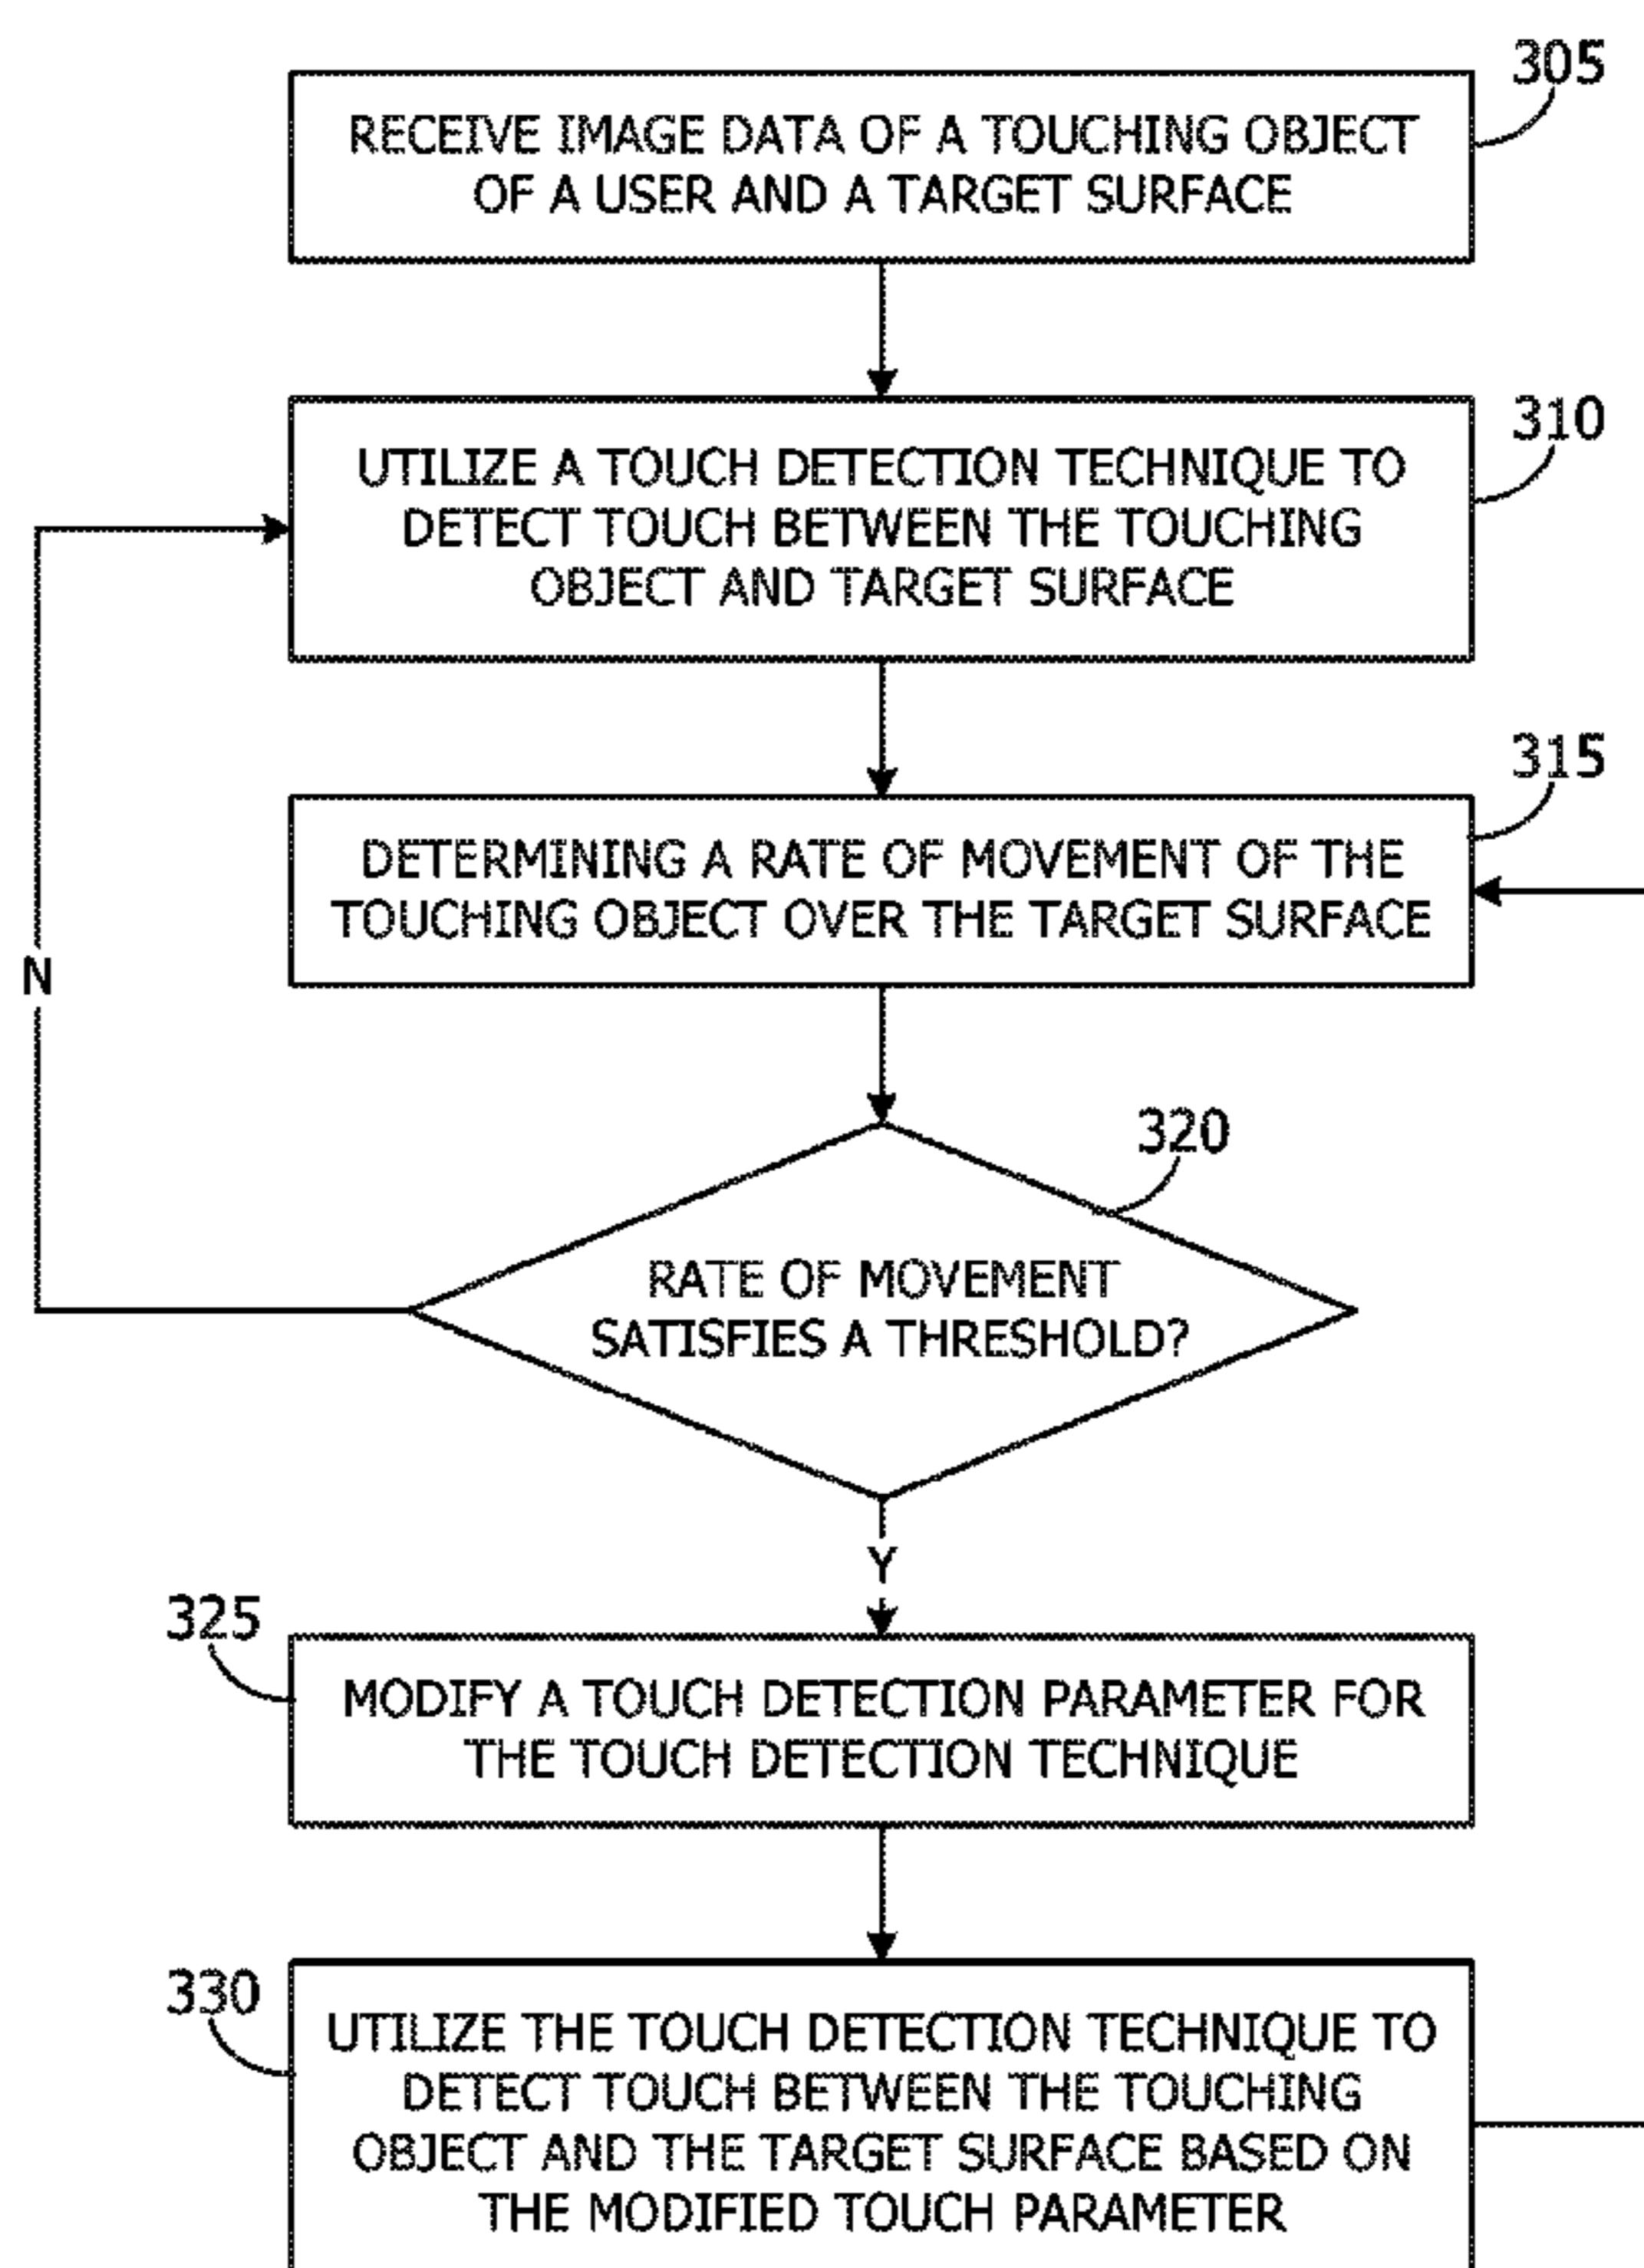 305
RECEIVE IMAGE DATA OF A TOUCHING OBJECT
OF A USER AND A TARGET SURFACE
310
UTILIZE A TOUCH DETECTION TECHNIQUE TO
DETECT TOUCH BETWEEN THE TOUCHING
OBJECT AND TARGET SURFACE
315
DETERMINING A RATE OF MOVEMENT OF THE
TOUCHING OBJECT OVER THE TARGET SURFACE
N
320
RATE OF MOVEMENT
SATISFIES A THRESHOLD?
Y
325
MODIFY A TOUCH DETECTION PARAMETER FOR
THE TOUCH DETECTION TECHNIQUE
330
UTILIZE THE TOUCH DETECTION TECHNIQUE TO
DETECT TOUCH BETWEEN THE TOUCHING
OBJECT AND THE TARGET SURFACE BASED ON
THE MODIFIED TOUCH PARAMETER